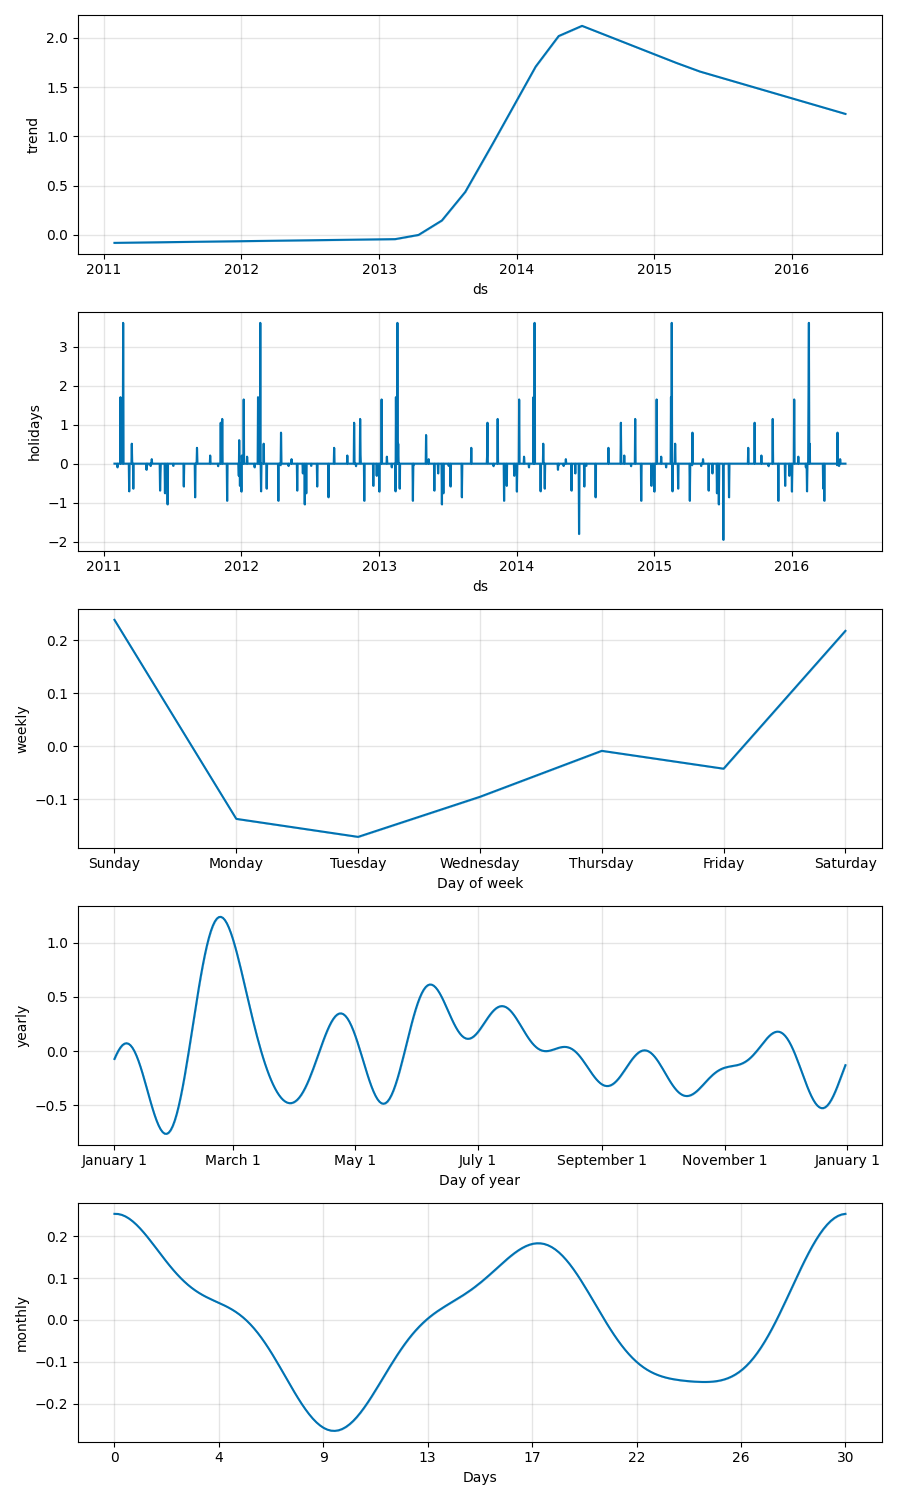 trend
2.0
1.5
1.0
0.5
0.0
2011 2012 2013 2014 2015 2016
ds
holidays
3
2
1
0
−1
−2
2011 2012 2013 2014 2015 2016
ds
weekly
0.2
0.1
0.0
−0.1
Sunday Monday Tuesday Wednesday Thursday Friday Saturday
Day of week
yearly
1.0
0.5
0.0
−0.5
January 1 March 1 May 1 July 1 September 1 November 1 January 1
Day of year
monthly
0.2
0.1
0.0
−0.1
−0.2
0 4 9 13 17 22 26 30
Days